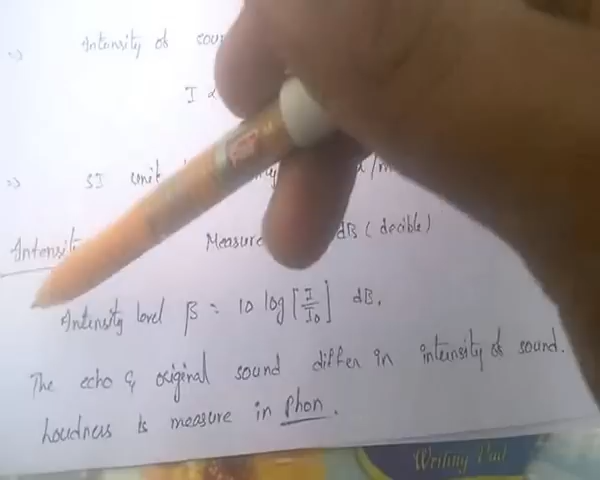 Intensity of
I α
SI unit
Measure dB ( decible)
Intensity level β = 10 log [ I / I0 ] dB.
The echo & original sound differ in intensity of sound.
Loudness is measure in Phon.
Writing Pad